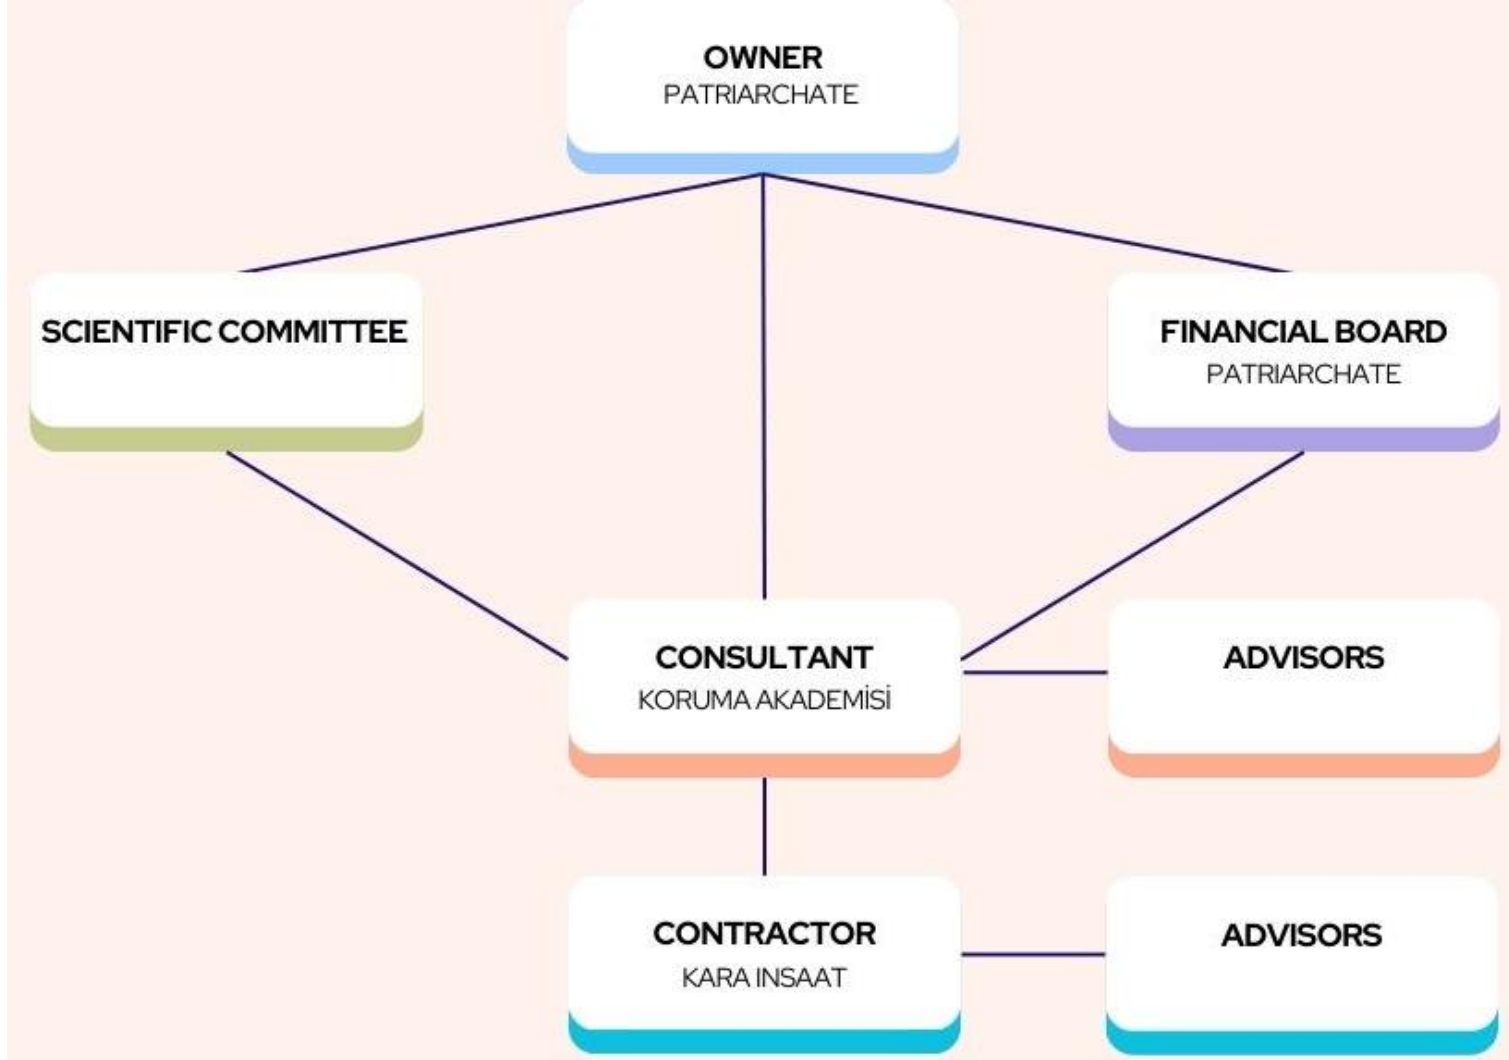 OWNER
PATRIARCHATE
SCIENTIFIC COMMITTEE
FINANCIAL BOARD
PATRIARCHATE
CONSULTANT
KORUMA AKADEMİSİ
ADVISORS
CONTRACTOR
KARA INSAAT
ADVISORS